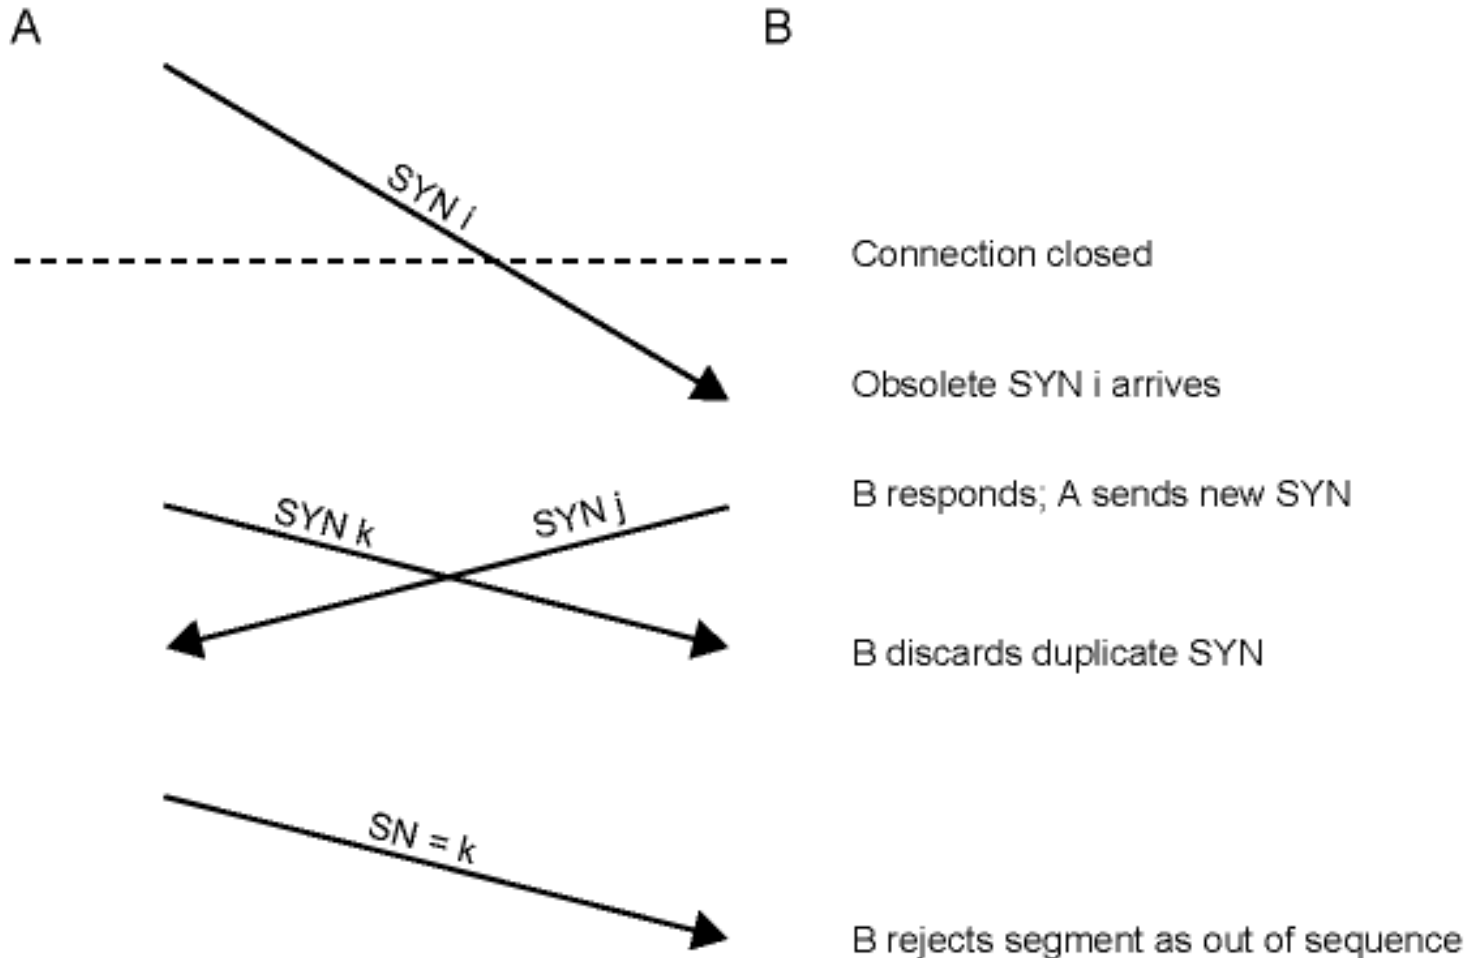 A
B
SYN i
Connection closed
Obsolete SYN i arrives
B responds; A sends new SYN
SYN k
SYN j
B discards duplicate SYN
SN = k
B rejects segment as out of sequence